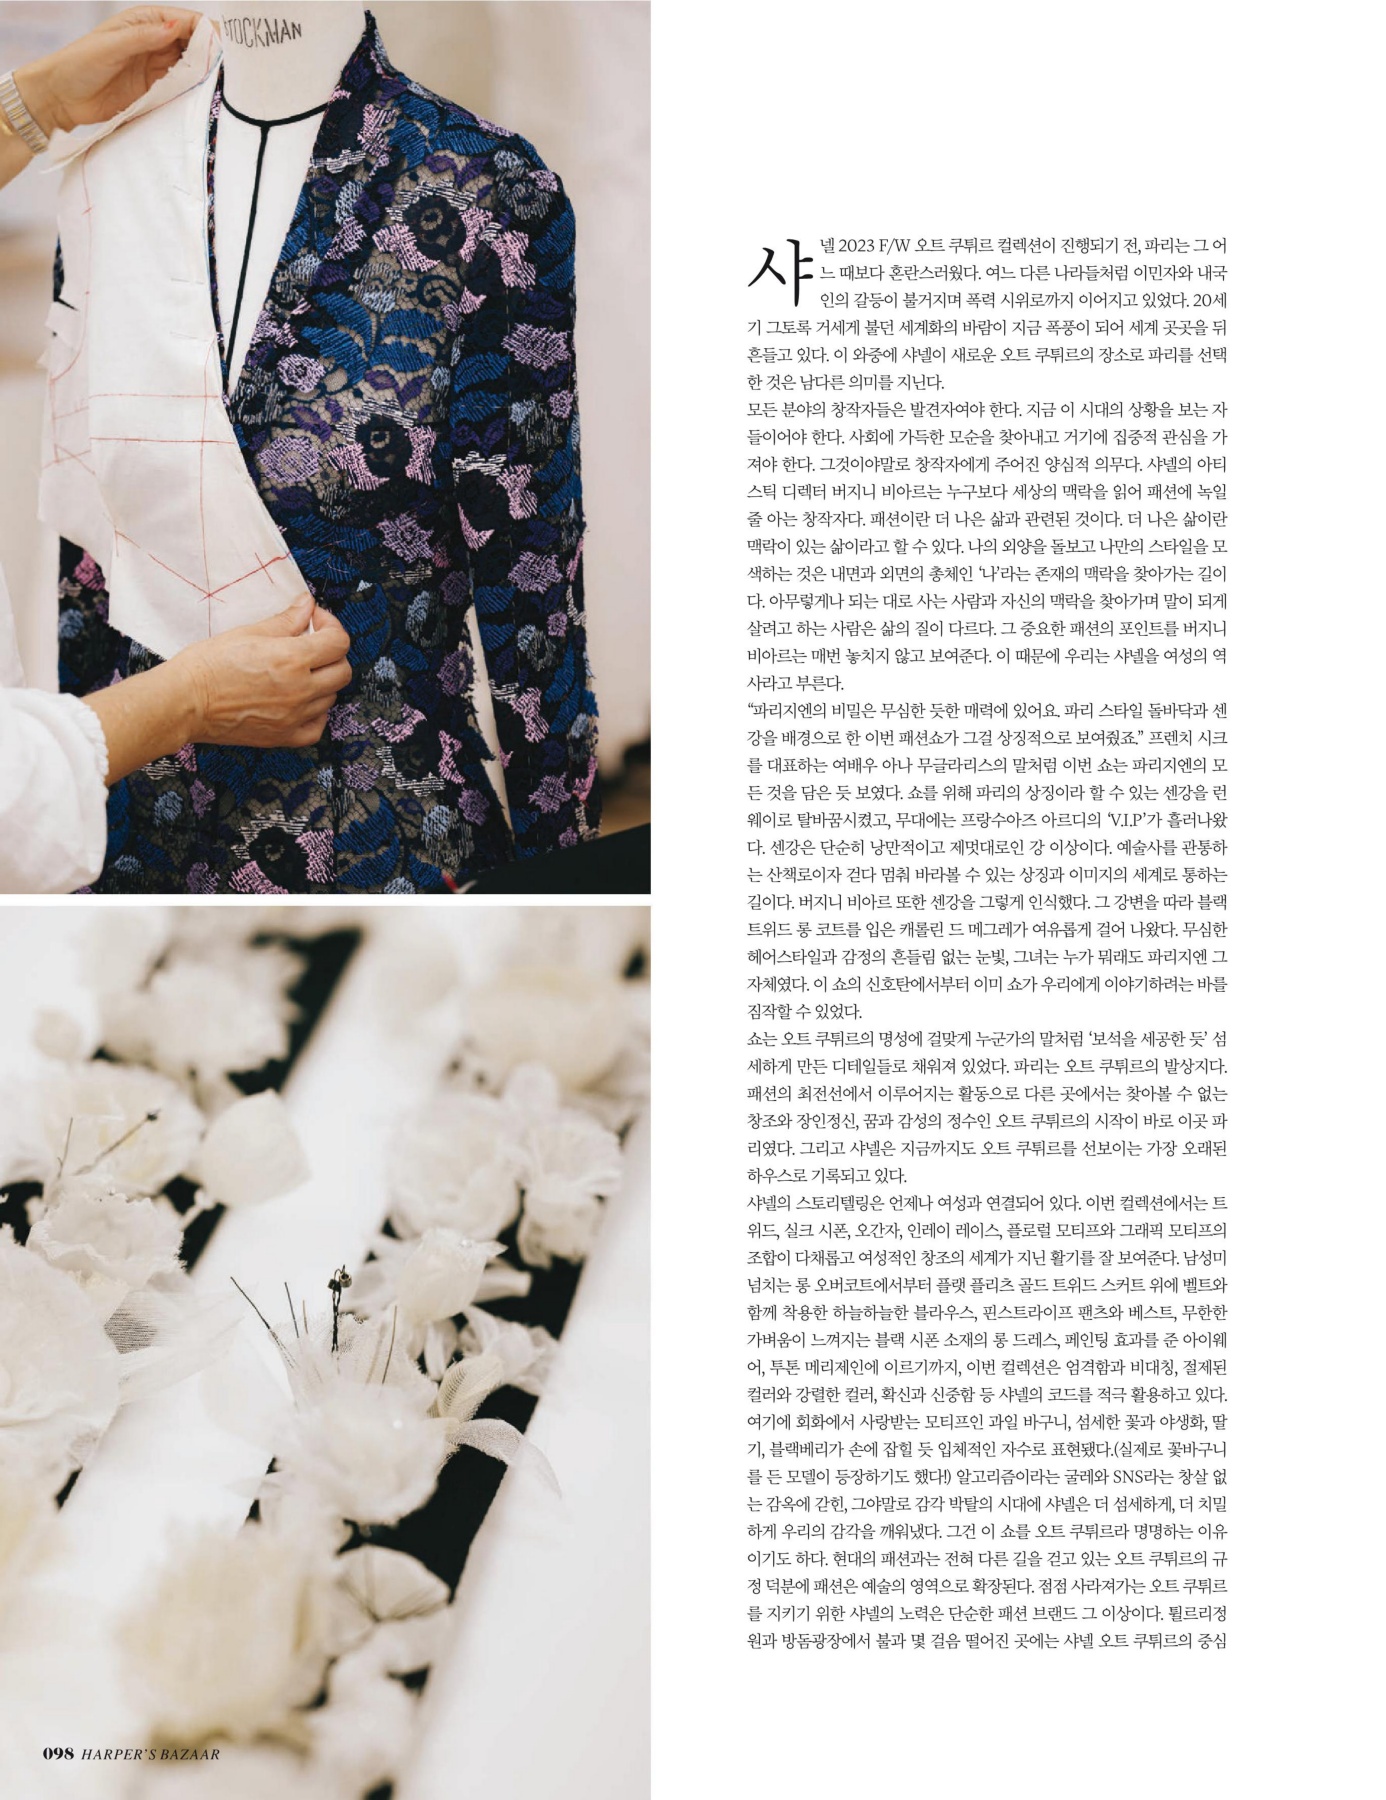 STOCKMAN
샤넬 2023 F/W 오트 쿠튀르 컬렉션이 진행되기 전, 파리는 그 어
느 때보다 혼란스러웠다. 여느 다른 나라들처럼 이민자와 내국
인의 갈등이 불거지며 폭력 시위로까지 이어지고 있었다. 20세
기 그토록 거세게 불던 세계화의 바람이 지금 폭풍이 되어 세계 곳곳을 뒤
흔들고 있다. 이 와중에 샤넬이 새로운 오트 쿠튀르의 장소로 파리를 선택
한 것은 남다른 의미를 지닌다.
모든 분야의 창작자들은 발견자여야 한다. 지금 이 시대의 상황을 보는 자
들이어야 한다. 사회에 가득한 모순을 찾아내고 거기에 집중적 관심을 가
져야 한다. 그것이야말로 창작자에게 주어진 양심적 의무다. 샤넬의 아티
스틱 디렉터 버지니 비아르는 누구보다 세상의 맥락을 읽어 패션에 녹일
줄 아는 창작자다. 패션이란 더 나은 삶과 관련된 것이다. 더 나은 삶이란
맥락이 있는 삶이라고 할 수 있다. 나의 외양을 돌보고 나만의 스타일을 모
색하는 것은 내면과 외면의 총체인 ‘나’라는 존재의 맥락을 찾아가는 길이
다. 아무렇게나 되는 대로 사는 사람과 자신의 맥락을 찾아가며 말이 되게
살려고 하는 사람은 삶의 질이 다르다. 그 중요한 패션의 포인트를 버지니
비아르는 매번 놓치지 않고 보여준다. 이 때문에 우리는 샤넬을 여성의 역
사라고 부른다.
“파리지엔의 비밀은 무심한 듯한 매력에 있어요. 파리 스타일 돌바닥과 센
강을 배경으로 한 이번 패션쇼가 그걸 상징적으로 보여줬죠.” 프렌치 시크
를 대표하는 여배우 아나 무글라리스의 말처럼 이번 쇼는 파리지엔의 모
든 것을 담은 듯 보였다. 쇼를 위해 파리의 상징이라 할 수 있는 센강을 런
웨이로 탈바꿈시켰고, 무대에는 프랑수아즈 아르디의 ‘V.I.P’가 흘러나왔
다. 센강은 단순히 낭만적이고 제멋대로인 강 이상이다. 예술사를 관통하
는 산책로이자 걷다 멈춰 바라볼 수 있는 상징과 이미지의 세계로 통하는
길이다. 버지니 비아르 또한 센강을 그렇게 인식했다. 그 강변을 따라 블랙
트위드 롱 코트를 입은 캐롤린 드 메그레가 여유롭게 걸어 나왔다. 무심한
헤어스타일과 감정의 흔들림 없는 눈빛, 그녀는 누가 뭐래도 파리지엔 그
자체였다. 이 쇼의 신호탄에서부터 이미 쇼가 우리에게 이야기하려는 바를
짐작할 수 있었다.
쇼는 오트 쿠튀르의 명성에 걸맞게 누군가의 말처럼 ‘보석을 세공한 듯’ 섬
세하게 만든 디테일들로 채워져 있었다. 파리는 오트 쿠튀르의 발상지다.
패션의 최전선에서 이루어지는 활동으로 다른 곳에서는 찾아볼 수 없는
창조와 장인정신, 꿈과 감성의 정수인 오트 쿠튀르의 시작이 바로 이곳 파
리였다. 그리고 샤넬은 지금까지도 오트 쿠튀르를 선보이는 가장 오래된
하우스로 기록되고 있다.
샤넬의 스토리텔링은 언제나 여성과 연결되어 있다. 이번 컬렉션에서는 트
위드, 실크 시폰, 오간자, 인레이 레이스, 플로럴 모티프와 그래픽 모티프의
조합이 다채롭고 여성적인 창조의 세계가 지닌 활기를 잘 보여준다. 남성미
넘치는 롱 오버코트에서부터 플랫 플리츠 골드 트위드 스커트 위에 벨트와
함께 착용한 하늘하늘한 블라우스, 핀스트라이프 팬츠와 베스트, 무한한
가벼움이 느껴지는 블랙 시폰 소재의 롱 드레스, 페인팅 효과를 준 아이웨
어, 투톤 메리제인에 이르기까지, 이번 컬렉션은 엄격함과 비대칭, 절제된
컬러와 강렬한 컬러, 확신과 신중함 등 샤넬의 코드를 적극 활용하고 있다.
여기에 회화에서 사랑받는 모티프인 과일 바구니, 섬세한 꽃과 야생화, 딸
기, 블랙베리가 손에 잡힐 듯 입체적인 자수로 표현됐다.(실제로 꽃바구니
를 든 모델이 등장하기도 했다!) 알고리즘이라는 굴레와 SNS라는 창살 없
는 감옥에 갇힌, 그야말로 감각 박탈의 시대에 샤넬은 더 섬세하게, 더 치밀
하게 우리의 감각을 깨워냈다. 그건 이 쇼를 오트 쿠튀르라 명명하는 이유
이기도 하다. 현대의 패션과는 전혀 다른 길을 걷고 있는 오트 쿠튀르의 규
정 덕분에 패션은 예술의 영역으로 확장된다. 점점 사라져가는 오트 쿠튀르
를 지키기 위한 샤넬의 노력은 단순한 패션 브랜드 그 이상이다. 튈르리정
원과 방돔광장에서 불과 몇 걸음 떨어진 곳에는 샤넬 오트 쿠튀르의 중심
098 HARPER'S BAZAAR